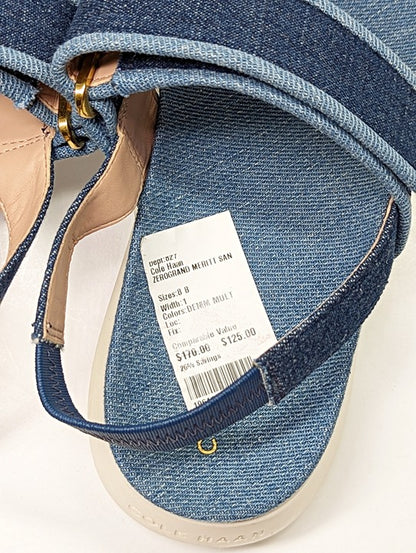 Dept:827
Cole Haan
ZEROGRAND MERITT SAN
Sizes:8 B
Width:1
Colors:DENIM MULT
Loc:
Fix:
Comparable Value
$170.00 $125.00
26% Savings
COLE HAAN